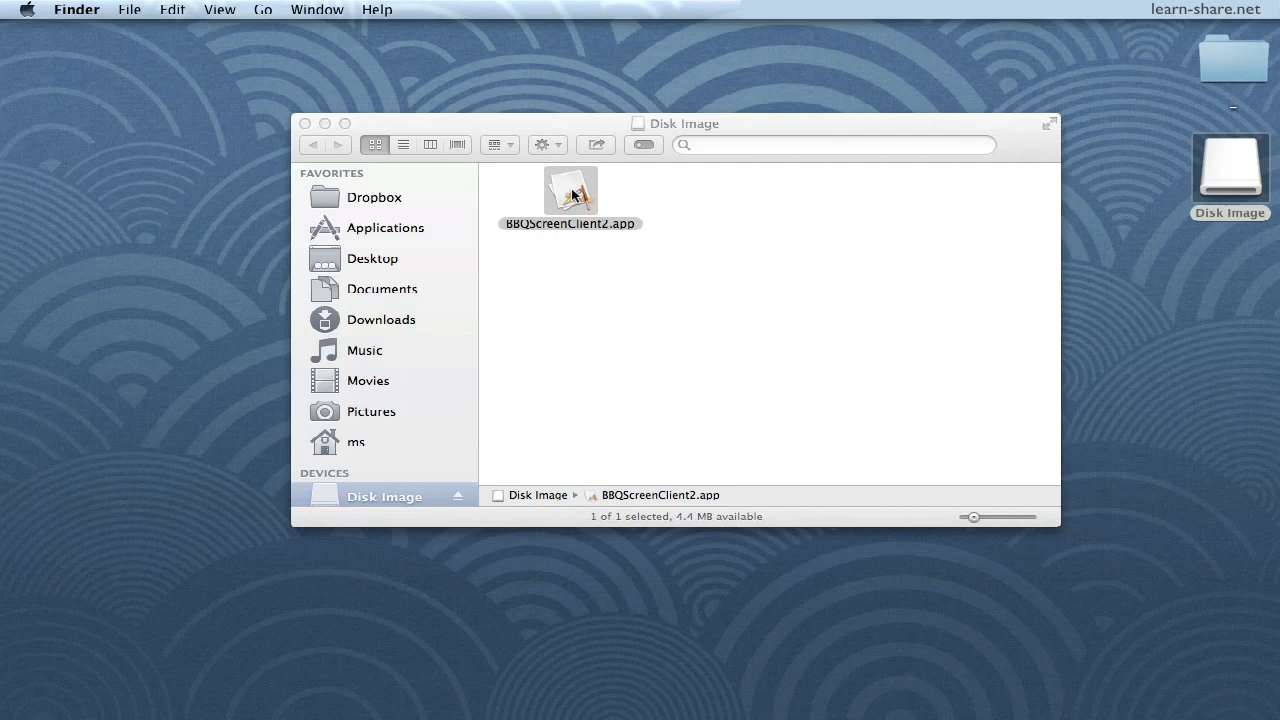 Finder File Edit View Go Window Help learn-share.net
Disk Image
FAVORITES
Dropbox
Applications
Desktop
Documents
Downloads
Music
Movies
Pictures
ms
DEVICES
Disk Image
BBQScreenClient2.app
Disk Image ▸ BBQScreenClient2.app
1 of 1 selected, 4.4 MB available
Disk Image